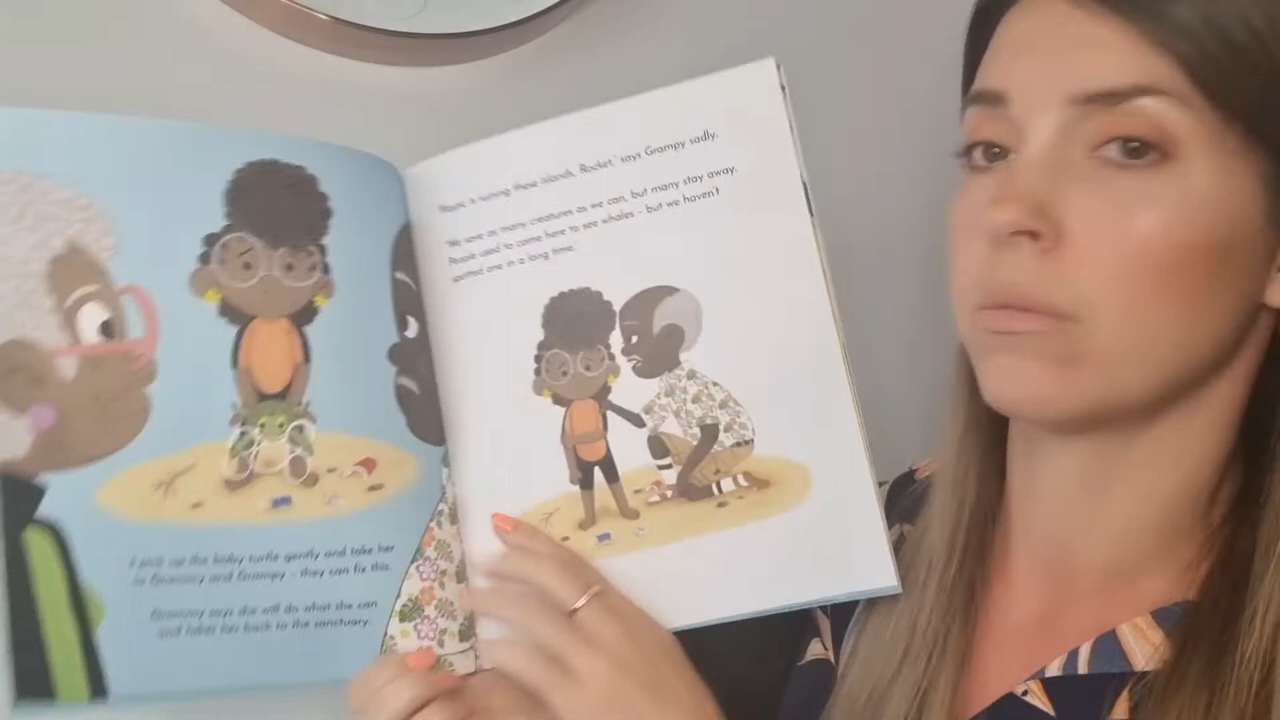 I pick up the baby turtle gently and take her
to Grammy and Grampy – they can fix this.
Grammy says she will do what she can
and takes her back to the sanctuary.
is ruining these islands, Rocket,' says Grampy sadly.
'We save as many creatures as we can, but many stay away.
People used to come here to see whales – but we haven't
spotted one in a long time.